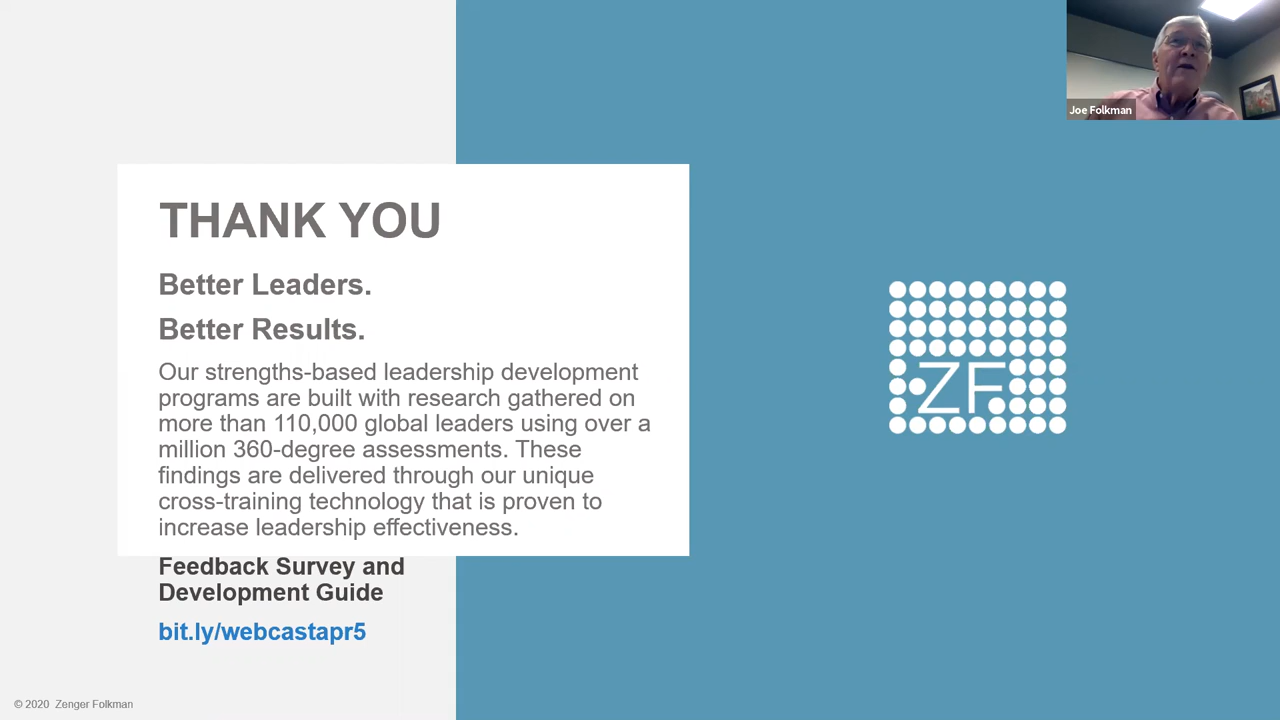 Joe Folkman
THANK YOU
Better Leaders.
Better Results.
Our strengths-based leadership development
programs are built with research gathered on
more than 110,000 global leaders using over a
million 360-degree assessments. These
findings are delivered through our unique
cross-training technology that is proven to
increase leadership effectiveness.
ZF
Feedback Survey and
Development Guide
bit.ly/webcastapr5
© 2020 Zenger Folkman